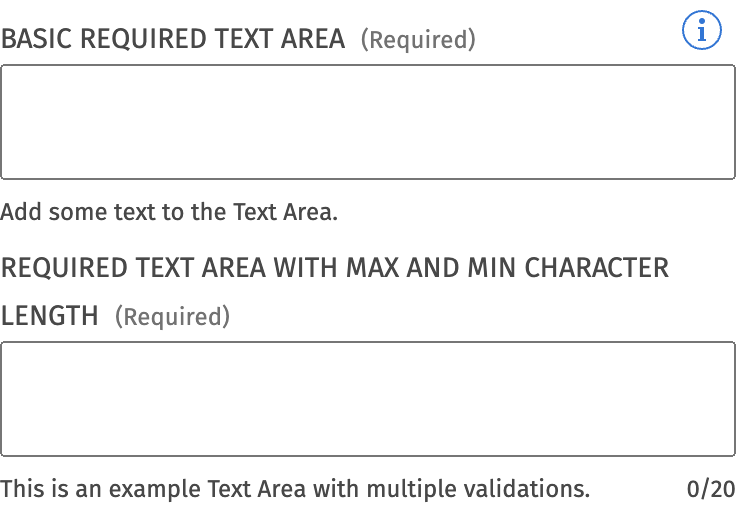 BASIC REQUIRED TEXT AREA (Required) i
Add some text to the Text Area.
REQUIRED TEXT AREA WITH MAX AND MIN CHARACTER
LENGTH (Required)
This is an example Text Area with multiple validations. 0/20